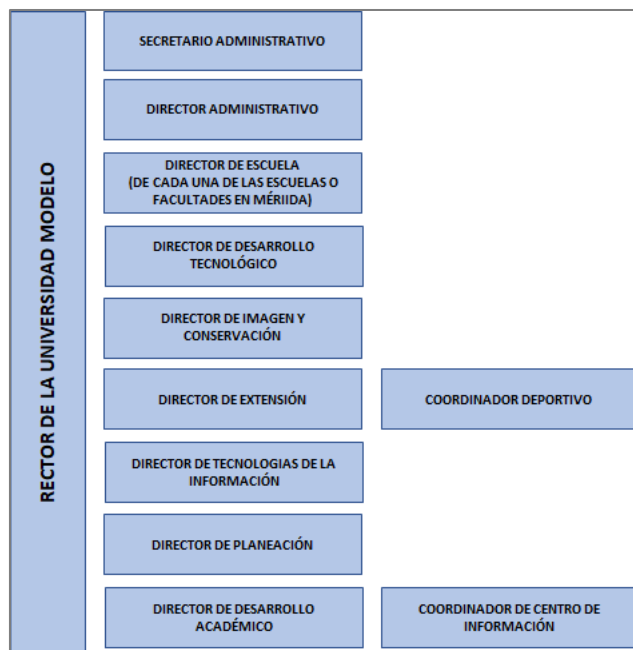 RECTOR DE LA UNIVERSIDAD MODELO
SECRETARIO ADMINISTRATIVO
DIRECTOR ADMINISTRATIVO
DIRECTOR DE ESCUELA
(DE CADA UNA DE LAS ESCUELAS O
FACULTADES EN MÉRIIDA)
DIRECTOR DE DESARROLLO
TECNOLÓGICO
DIRECTOR DE IMAGEN Y
CONSERVACIÓN
DIRECTOR DE EXTENSIÓN
COORDINADOR DEPORTIVO
DIRECTOR DE TECNOLOGIAS DE LA
INFORMACIÓN
DIRECTOR DE PLANEACIÓN
DIRECTOR DE DESARROLLO
ACADÉMICO
COORDINADOR DE CENTRO DE
INFORMACIÓN